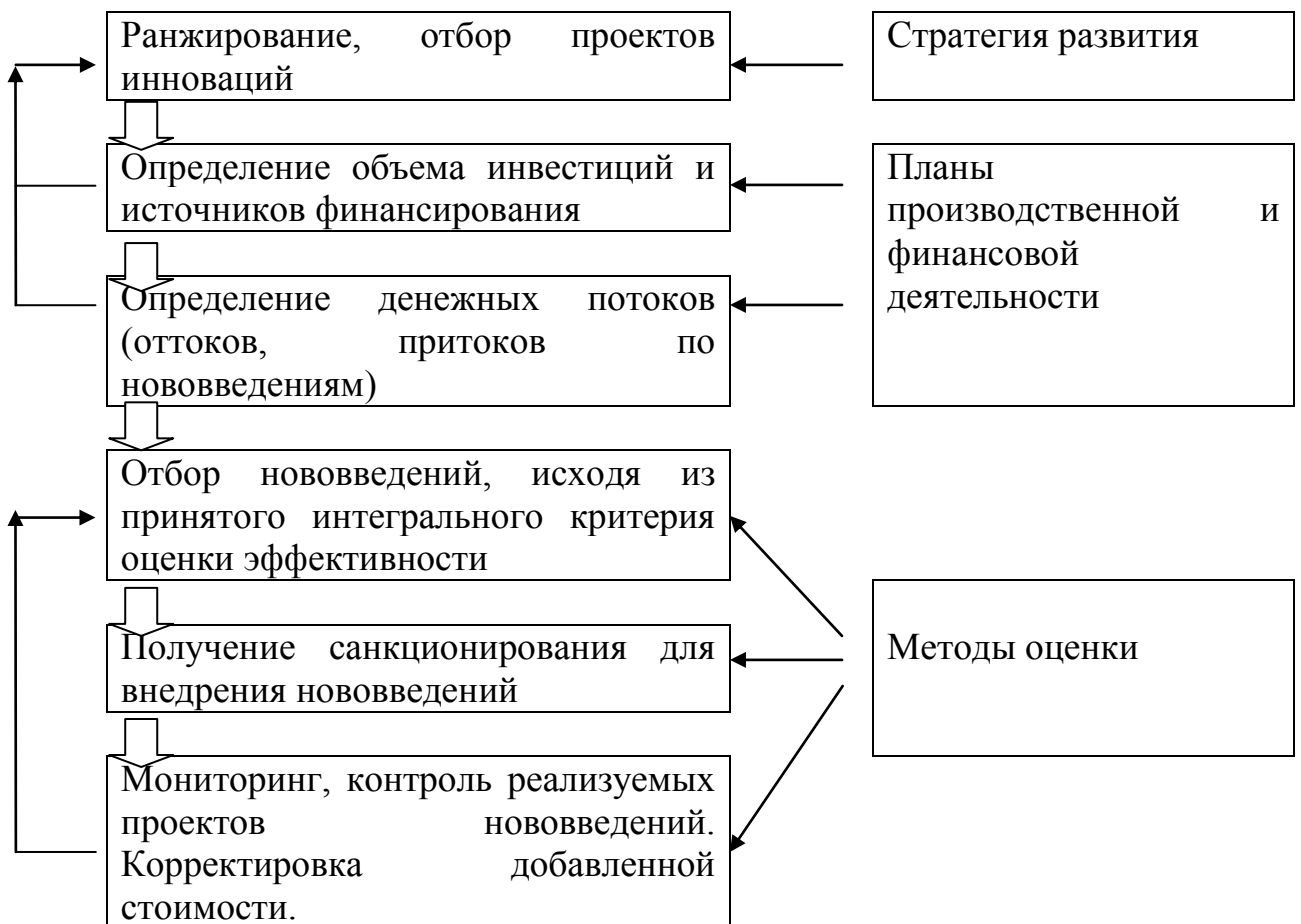 Ранжирование, отбор проектов
инноваций
Стратегия развития
Определение объема инвестиций и
источников финансирования
Планы
производственной и
финансовой
деятельности
Определение денежных потоков
(оттоков, притоков по
нововведениям)
Отбор нововведений, исходя из
принятого интегрального критерия
оценки эффективности
Получение санкционирования для
внедрения нововведений
Методы оценки
Мониторинг, контроль реализуемых
проектов нововведений.
Корректировка добавленной
стоимости.